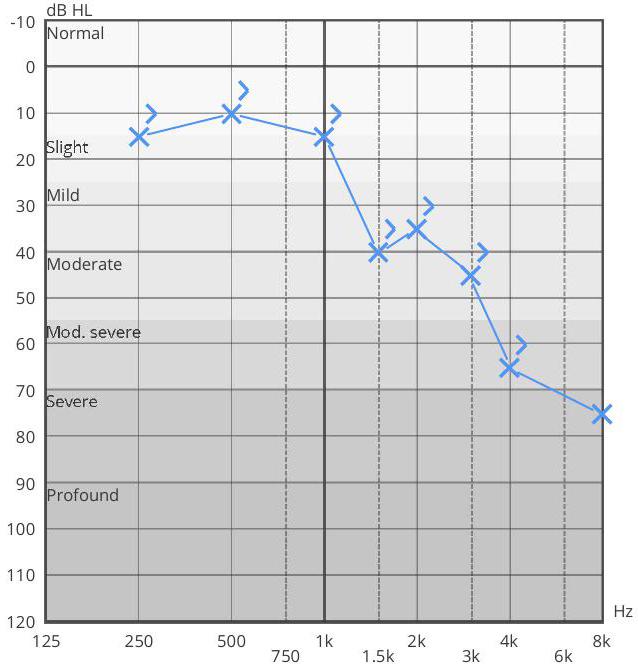 dB HL
-10
Normal
0
10
Slight
20
Mild
30
40
Moderate
50
Mod. severe
60
70
Severe
80
90
Profound
100
110
120
Hz
125 250 500 1k 2k 4k 8k
750 1.5k 3k 6k